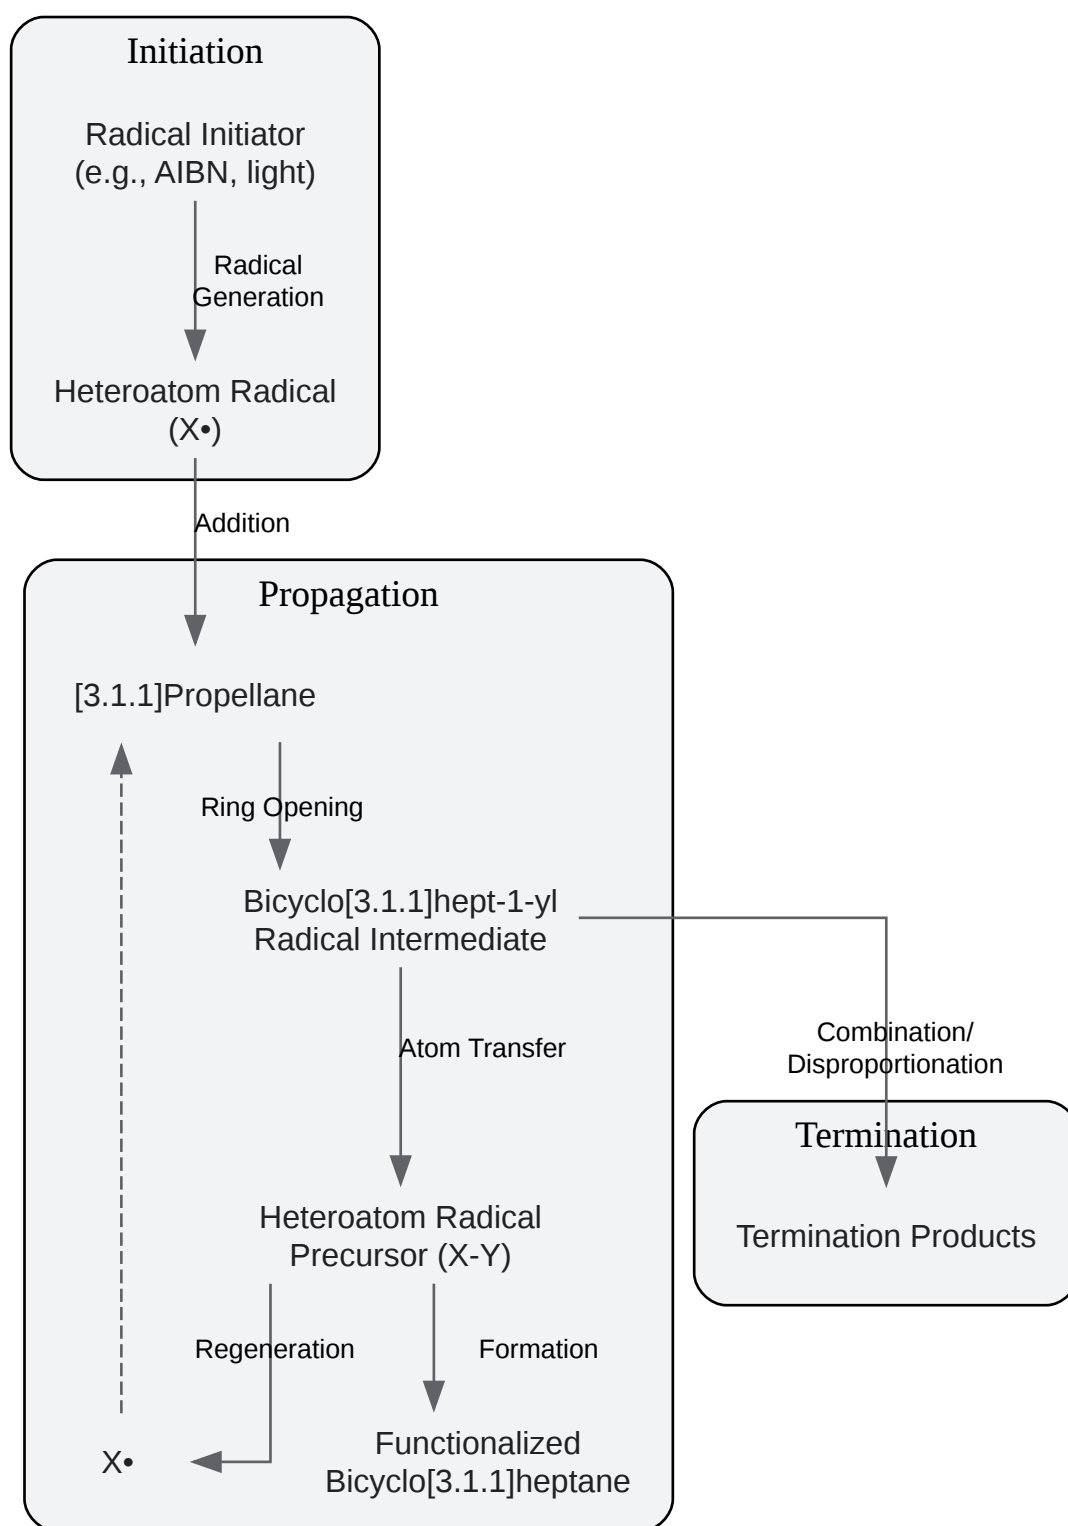 Initiation
Radical Initiator
(e.g., AIBN, light)
Radical
Generation
Heteroatom Radical
(X•)
Addition
Propagation
[3.1.1]Propellane
Ring Opening
Bicyclo[3.1.1]hept-1-yl
Radical Intermediate
Atom Transfer
Combination/
Disproportionation
Termination
Termination Products
Heteroatom Radical
Precursor (X-Y)
Regeneration
Formation
X•
Functionalized
Bicyclo[3.1.1]heptane